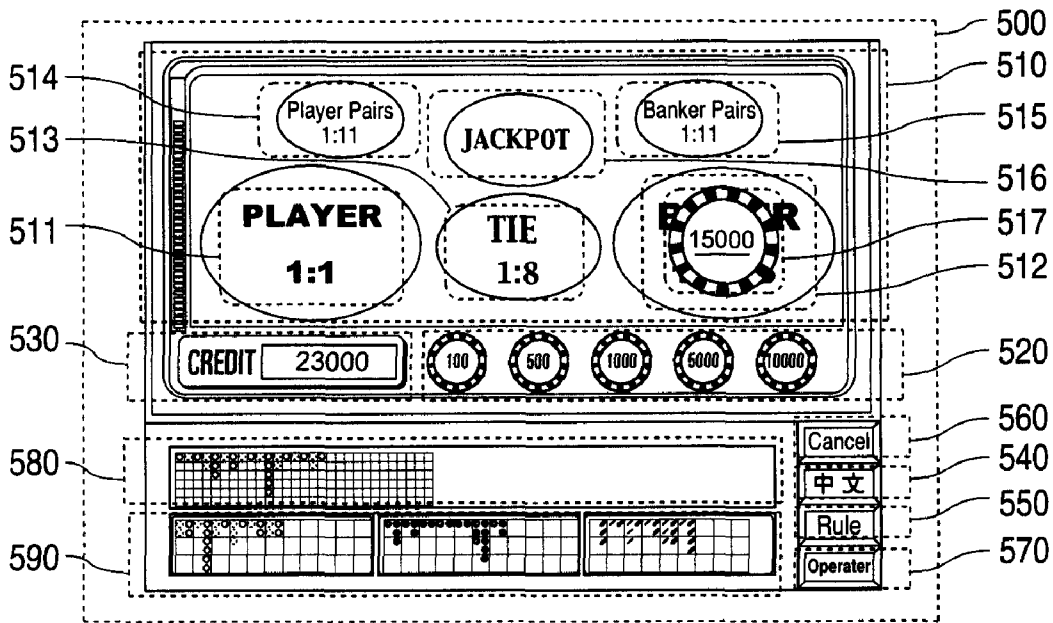 500
510
514
Player Pairs
1:11
JACKPOT
Banker Pairs
1:11
515
513
516
511
PLAYER
1:1
TIE
1:8
15000
517
512
530
CREDIT 23000
100
500
1000
5000
10000
520
560
Cancel
580
540
中文
550
Rule
590
570
Operater